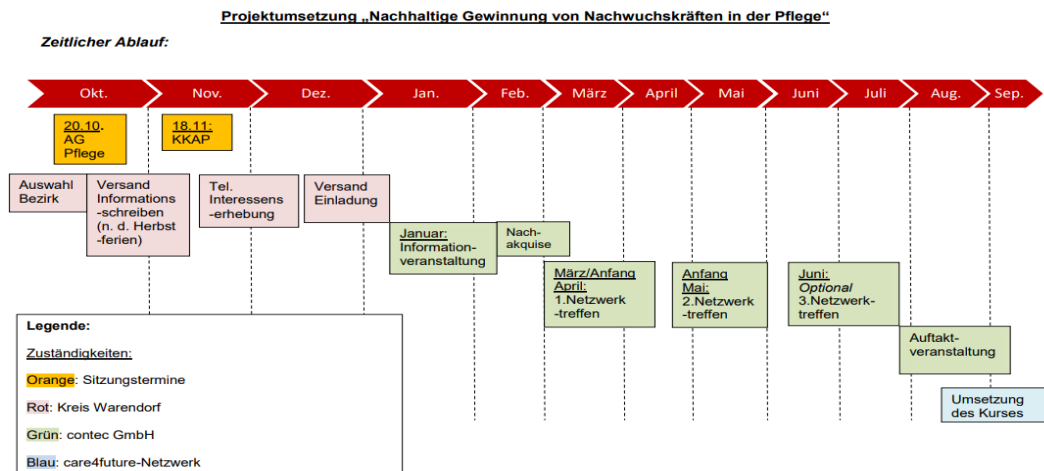 Projektumsetzung „Nachhaltige Gewinnung von Nachwuchskräften in der Pflege“
Zeitlicher Ablauf:
Okt. Nov. Dez. Jan. Feb. März April Mai Juni Juli Aug. Sep.
20.10.
AG
Pflege
18.11:
KKAP
Auswahl
Bezirk
Versand
Informations
-schreiben
(n. d. Herbst
-ferien)
Tel.
Interessens
-erhebung
Versand
Einladung
Januar:
Information-
veranstaltung
Nach-
akquise
März/Anfang
April:
1.Netzwerk
-treffen
Anfang
Mai:
2.Netzwerk
-treffen
Juni:
Optional
3.Netzwerk-
treffen
Auftakt-
veranstaltung
Umsetzung
des Kurses
Legende:
Zuständigkeiten:
Orange: Sitzungstermine
Rot: Kreis Warendorf
Grün: contec GmbH
Blau: care4future-Netzwerk